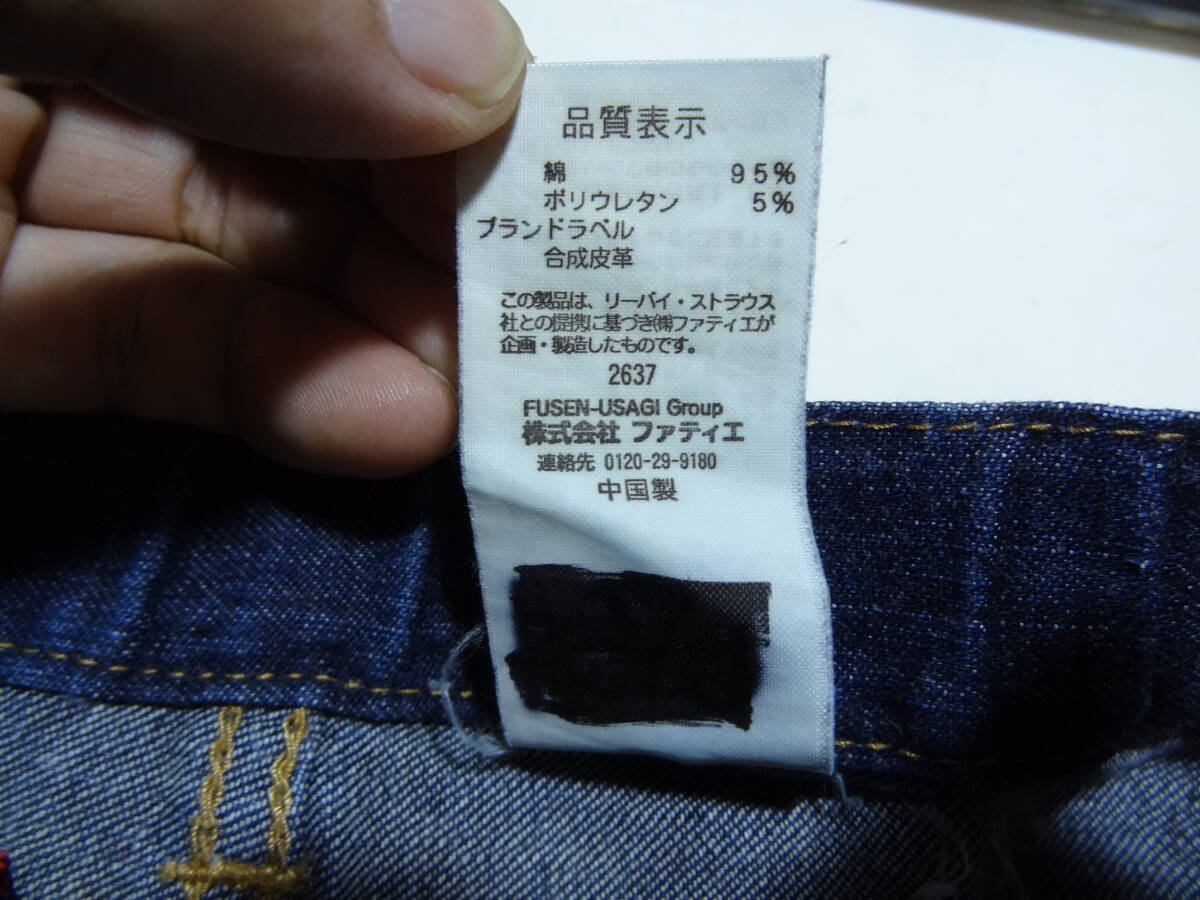 品質表示
綿 95%
ポリウレタン 5%
ブランドラベル
合成皮革
この製品は、リーバイ・ストラウス
社との提携に基づき㈱ファティエが
企画・製造したものです。
2637
FUSEN-USAGI Group
株式会社 ファティエ
連絡先 0120-29-9180
中国製